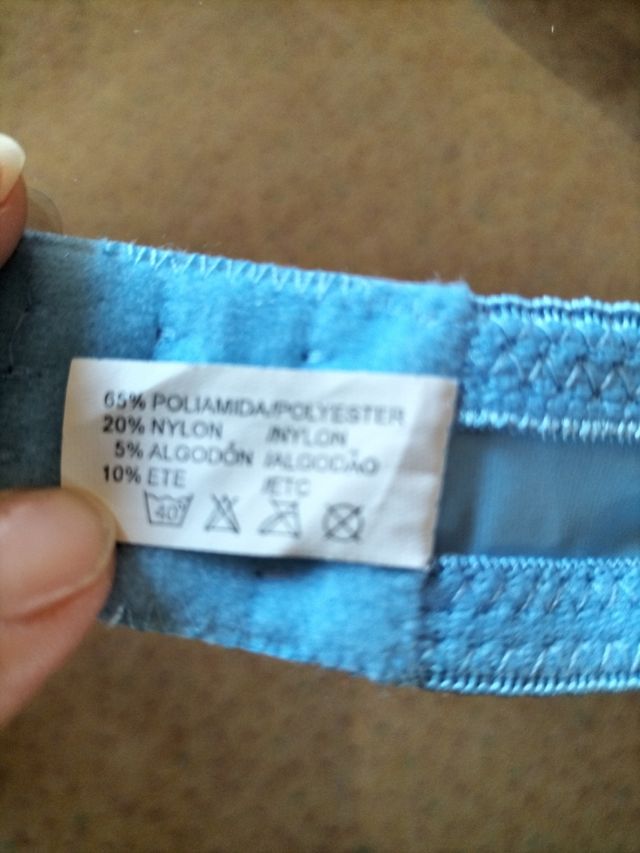 65% POLIAMIDA/POLYESTER
20% NYLON /NYLON
5% ALGODÓN /ALGODÃO
10% ETE /ETC
40°